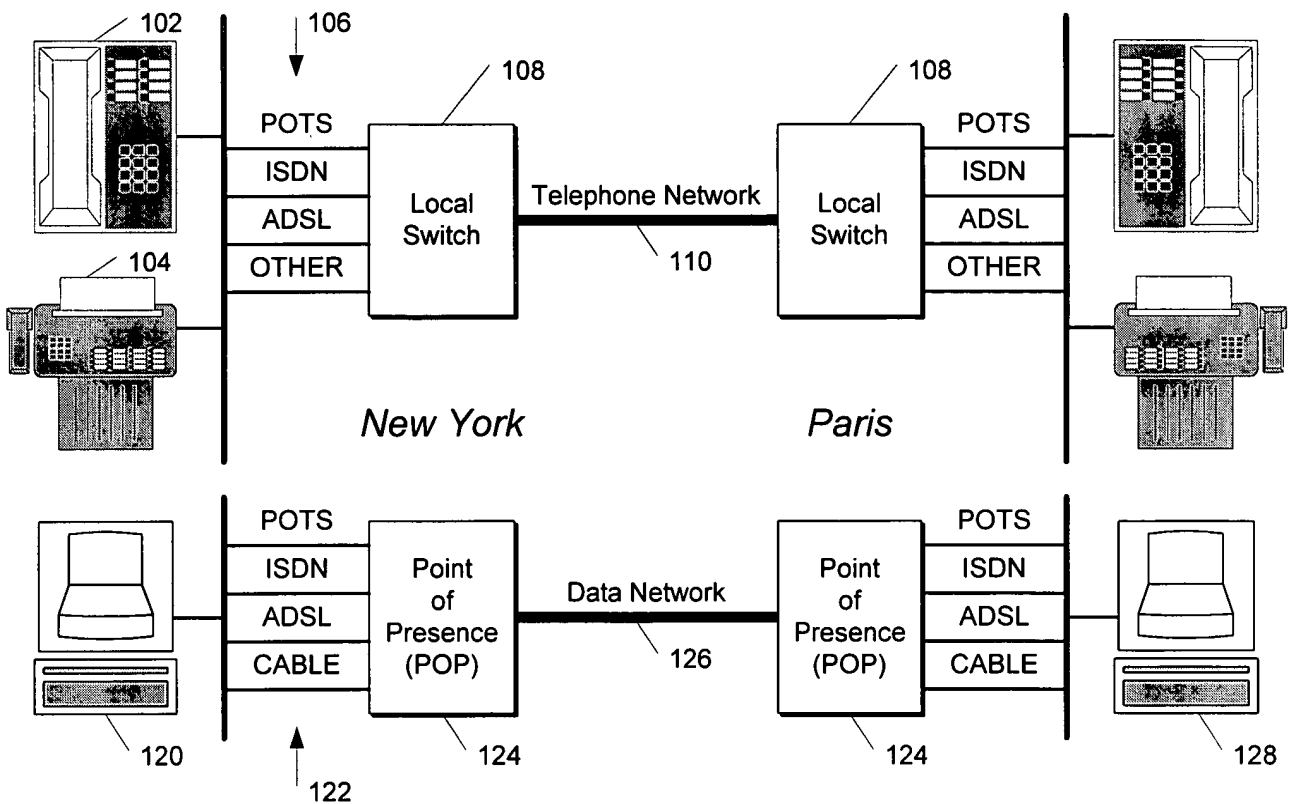 102
106
108
108
POTS
ISDN
ADSL
OTHER
Local
Switch
Telephone Network
110
Local
Switch
POTS
ISDN
ADSL
OTHER
104
New York
Paris
POTS
ISDN
ADSL
CABLE
Point
of
Presence
(POP)
Data Network
126
Point
of
Presence
(POP)
POTS
ISDN
ADSL
CABLE
120
122
124
124
128